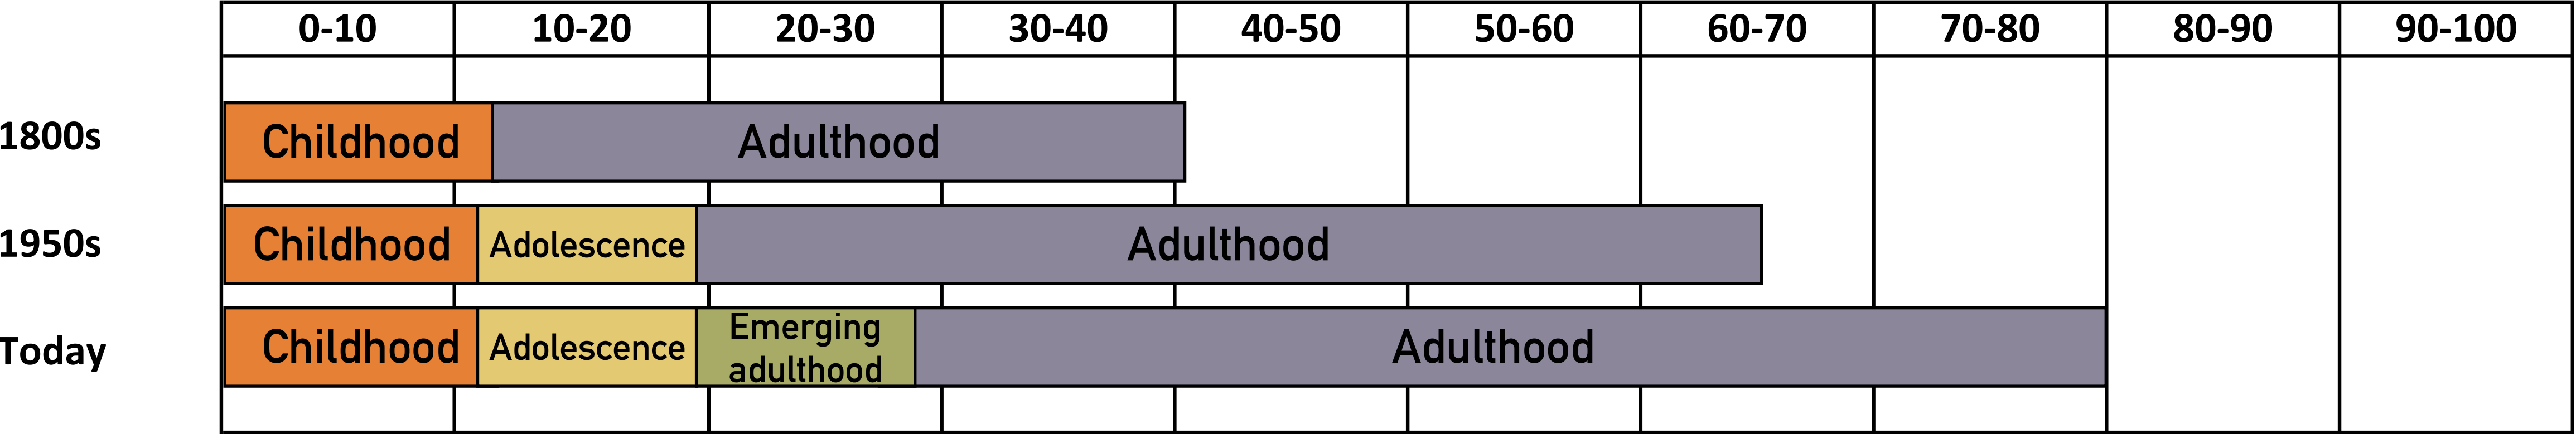 0-10 10-20 20-30 30-40 40-50 50-60 60-70 70-80 80-90 90-100
1800s Childhood Adulthood
1950s Childhood Adolescence Adulthood
Today Childhood Adolescence Emerging adulthood Adulthood